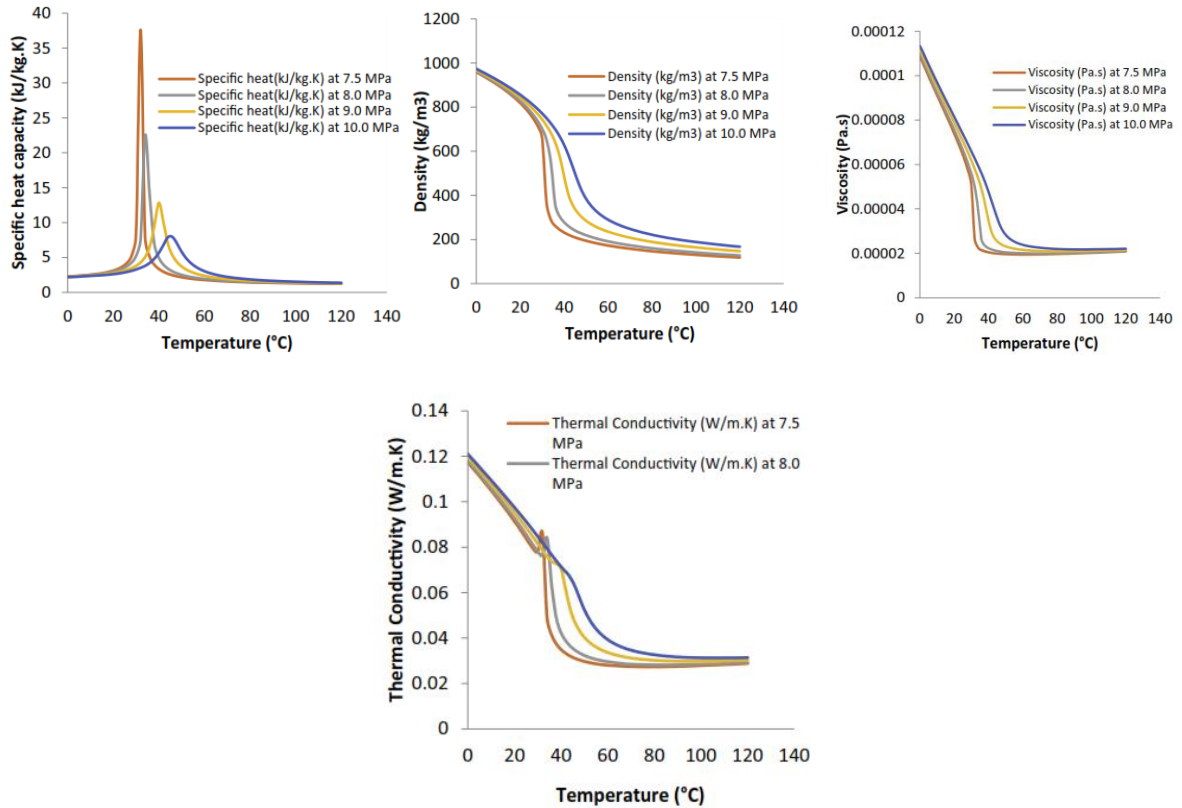 Specific heat capacity (kJ/kg.K)
40
35
30
25
20
15
10
5
0
Specific heat(kJ/kg.K) at 7.5 MPa
Specific heat(kJ/kg.K) at 8.0 MPa
Specific heat(kJ/kg.K) at 9.0 MPa
Specific heat(kJ/kg.K) at 10.0 MPa
0 20 40 60 80 100 120 140
Temperature (°C)
Density (kg/m3)
1200
1000
800
600
400
200
0
Density (kg/m3) at 7.5 MPa
Density (kg/m3) at 8.0 MPa
Density (kg/m3) at 9.0 MPa
Density (kg/m3) at 10.0 MPa
0 20 40 60 80 100 120 140
Temperature (°C)
Viscosity (Pa.s)
0.00012
0.0001
0.00008
0.00006
0.00004
0.00002
0
Viscosity (Pa.s) at 7.5 MPa
Viscosity (Pa.s) at 8.0 MPa
Viscosity (Pa.s) at 9.0 MPa
Viscosity (Pa.s) at 10.0 MPa
0 20 40 60 80 100 120 140
Temperature (°C)
Thermal Conductivity (W/m.K)
0.14
0.12
0.1
0.08
0.06
0.04
0.02
0
Thermal Conductivity (W/m.K) at 7.5
MPa
Thermal Conductivity (W/m.K) at 8.0
MPa
0 20 40 60 80 100 120 140
Temperature (°C)